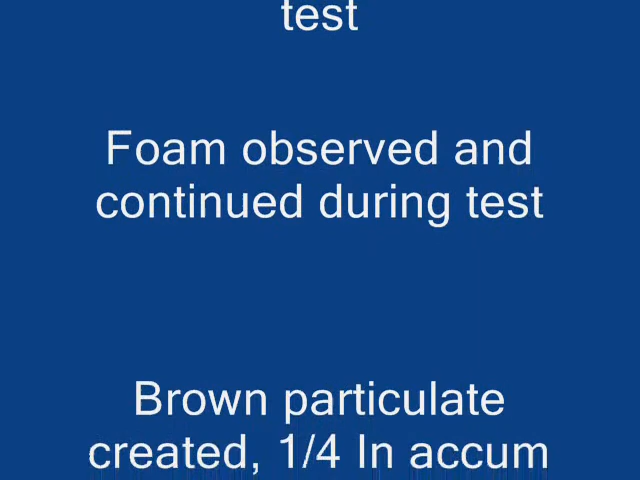 test
Foam observed and
continued during test
Brown particulate
created, 1/4 In accum